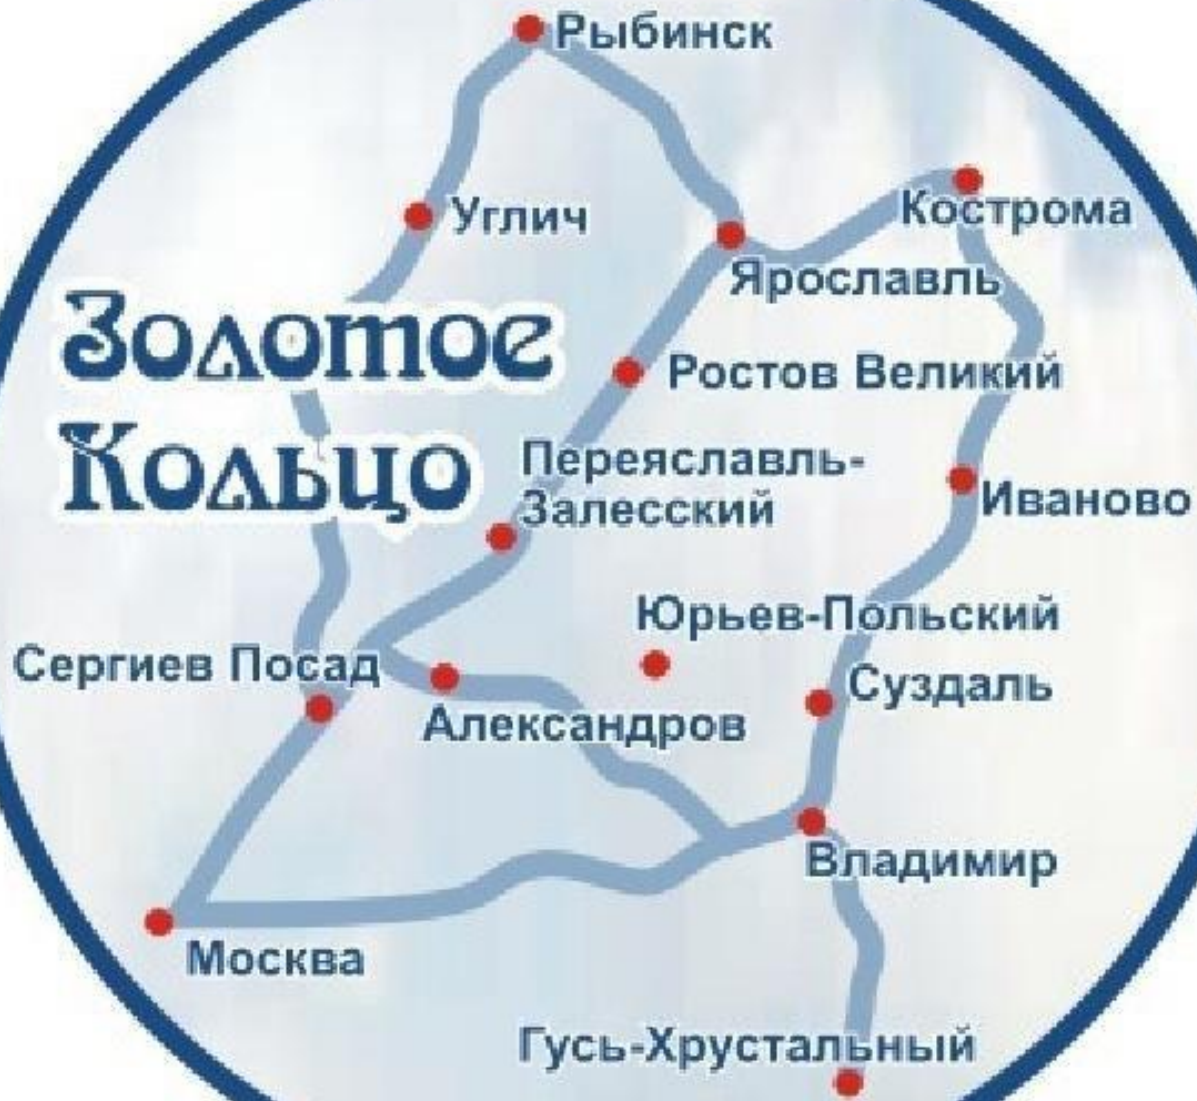 Рыбинск
Углич
Кострома
Ярославль
Золотое
Кольцо
Ростов Великий
Переяславль-
Залесский
Иваново
Юрьев-Польский
Сергиев Посад
Суздаль
Александров
Владимир
Москва
Гусь-Хрустальный